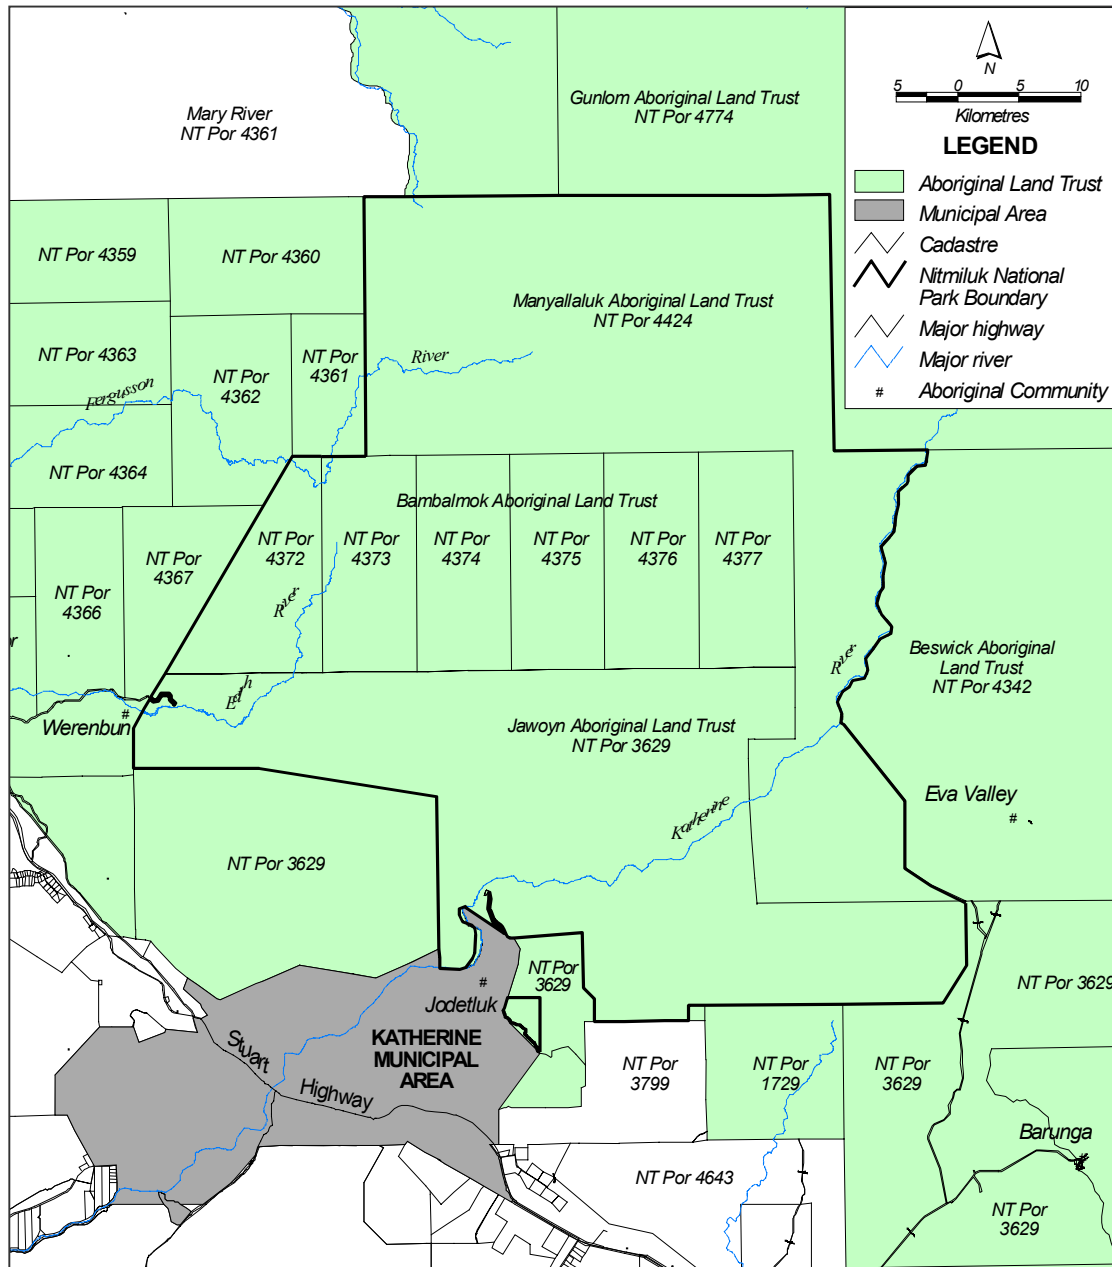 Mary River
NT Por 4361
Gunlom Aboriginal Land Trust
NT Por 4774
N
5 0 5 10
Kilometres
LEGEND
Aboriginal Land Trust
Municipal Area
Cadastre
Nitmiluk National
Park Boundary
Major highway
Major river
# Aboriginal Community
NT Por 4359
NT Por 4360
Manyallaluk Aboriginal Land Trust
NT Por 4424
NT Por 4363
NT Por
4362
NT Por
4361
River
Fergusson
NT Por 4364
Bambalmok Aboriginal Land Trust
NT Por
4366
NT Por
4367
NT Por
4372
NT Por
4373
NT Por
4374
NT Por
4375
NT Por
4376
NT Por
4377
River
Edith
River
Katherine
Beswick Aboriginal
Land Trust
NT Por 4342
#
Werenbun
Jawoyn Aboriginal Land Trust
NT Por 3629
Eva Valley
#
NT Por 3629
NT Por
3629
NT Por 3629
#
Jodetluk
KATHERINE
MUNICIPAL
AREA
Stuart
Highway
NT Por
3799
NT Por
1729
NT Por
3629
Barunga
NT Por 4643
NT Por
3629